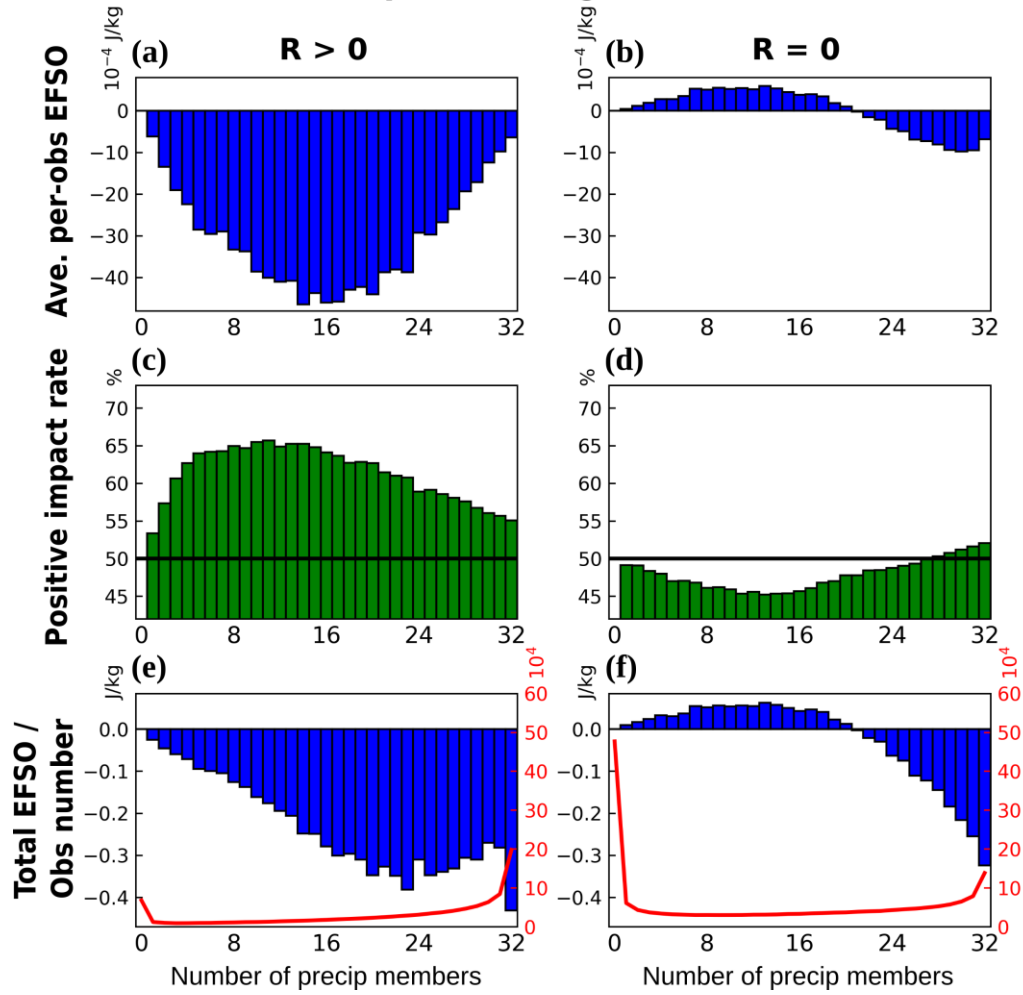 (a) R > 0
(b) R = 0
Ave. per-obs EFSO
10⁻⁴ J/kg
0
−10
−20
−30
−40
0 8 16 24 32
10⁻⁴ J/kg
0
−10
−20
−30
−40
0 8 16 24 32
Positive impact rate
(c)
%
70
65
60
55
50
45
0 8 16 24 32
(d)
%
70
65
60
55
50
45
0 8 16 24 32
Total EFSO /
Obs number
(e)
J/kg
0.0
−0.1
−0.2
−0.3
−0.4
10⁴
60
50
40
30
20
10
0
0 8 16 24 32
Number of precip members
(f)
J/kg
0.0
−0.1
−0.2
−0.3
−0.4
10⁴
60
50
40
30
20
10
0
0 8 16 24 32
Number of precip members